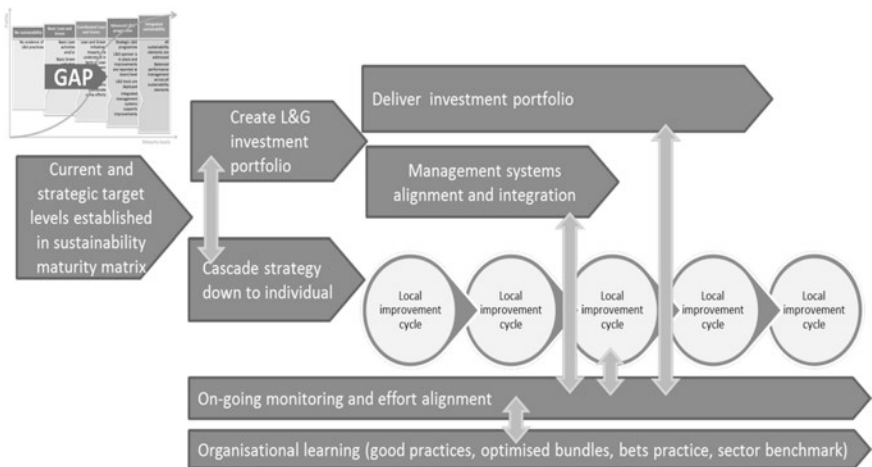 No sustainability
GAP
Current and
strategic target
levels established
in sustainability
maturity matrix
Create L&G
investment
portfolio
Cascade strategy
down to individual
Deliver investment portfolio
Management systems
alignment and integration
Local
improvement
cycle
Local
improvement
cycle
Local
improvement
cycle
Local
improvement
cycle
Local
improvement
cycle
On-going monitoring and effort alignment
Organisational learning (good practices, optimised bundles, bets practice, sector benchmark)